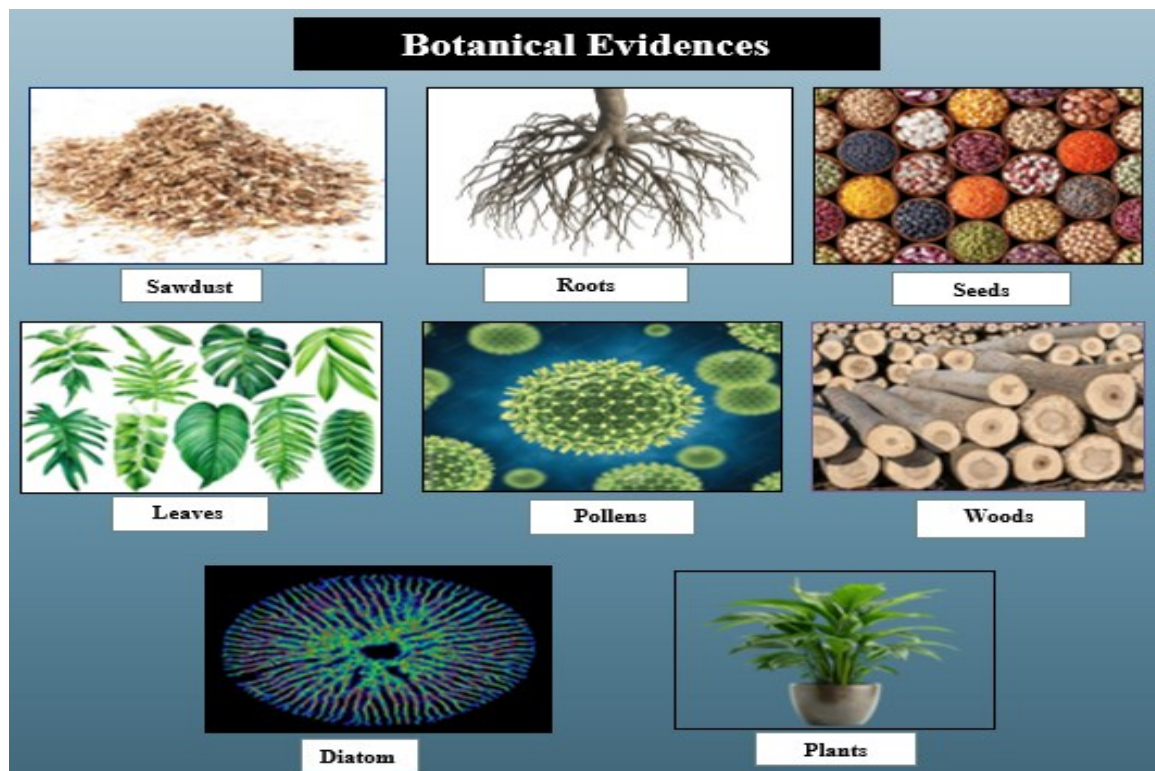 Botanical Evidences
Sawdust
Roots
Seeds
Leaves
Pollens
Woods
Diatom
Plants